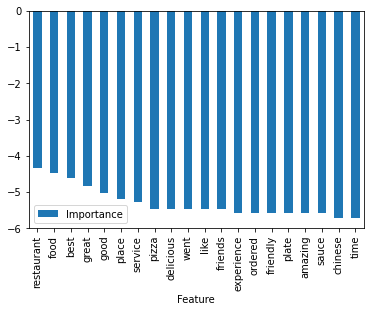 0
−1
−2
−3
−4
−5
−6
Importance
restaurant
food
best
great
good
place
service
pizza
delicious
went
like
friends
experience
ordered
friendly
plate
amazing
sauce
chinese
time
Feature